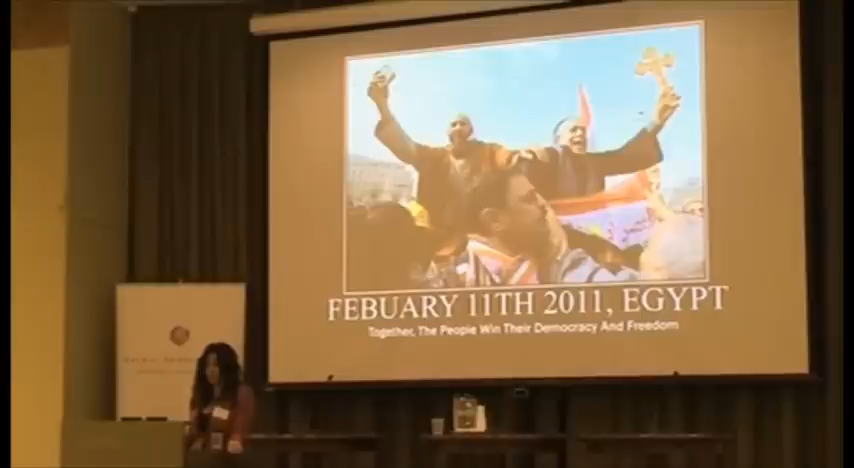 FEBUARY 11TH 2011, EGYPT
Together, The People Win Their Democracy And Freedom